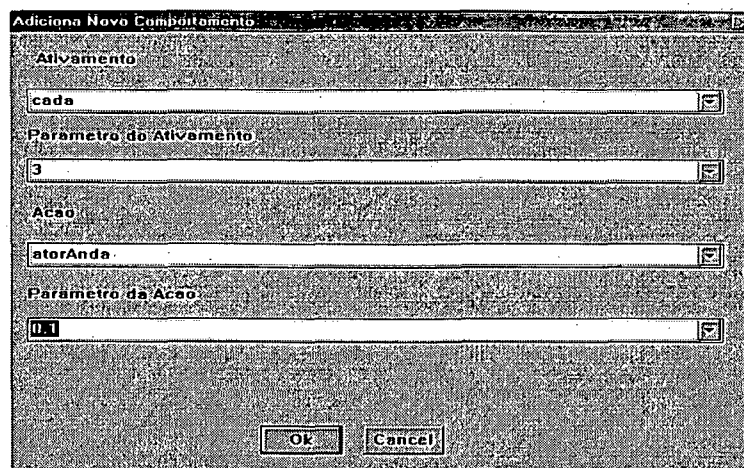 Adiciona Novo Comportamento
Ativamento
cada
Parametro do Ativamento
3
Acao
atorAnda
Parametro da Acao
0.1
Ok
Cancel